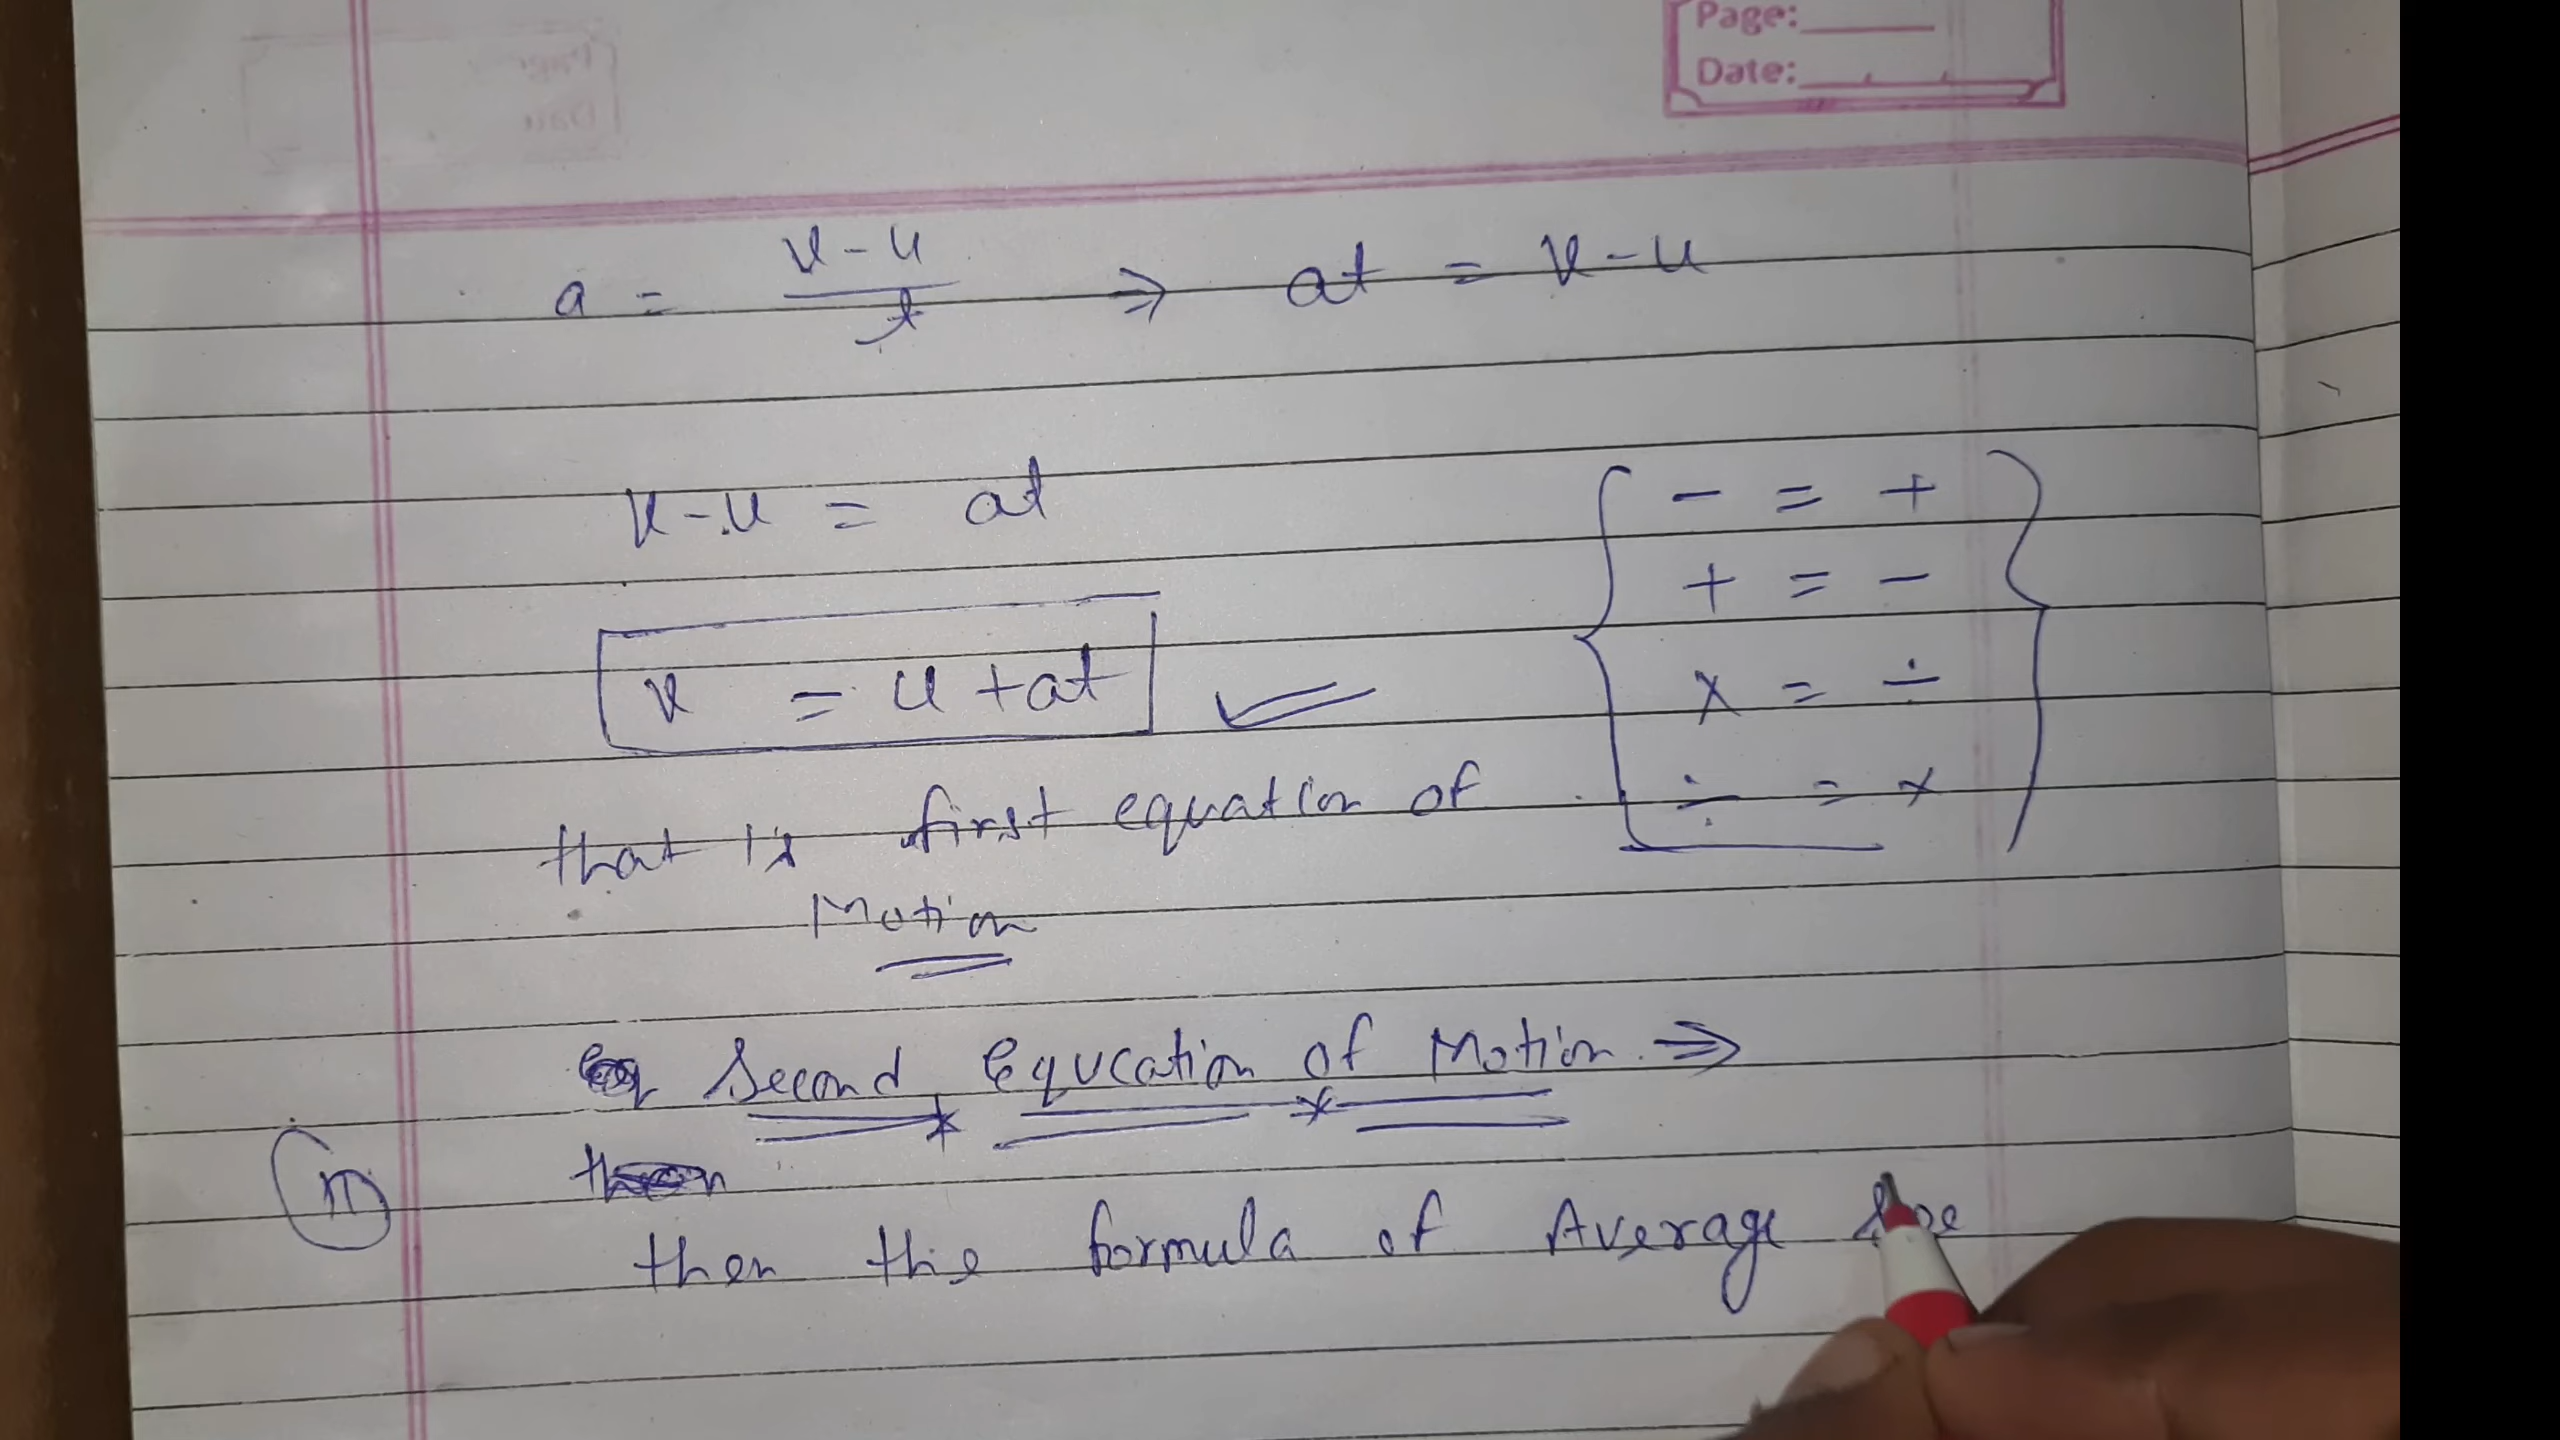 Page:
Date:
a = v-u/t ⇒ at = v-u
v-u = at
v = u+at
- = +
+ = -
× = ÷
÷ = ×
that is first equation of
Motion
Second Equcation of Motion ⇒
then the formula of Average